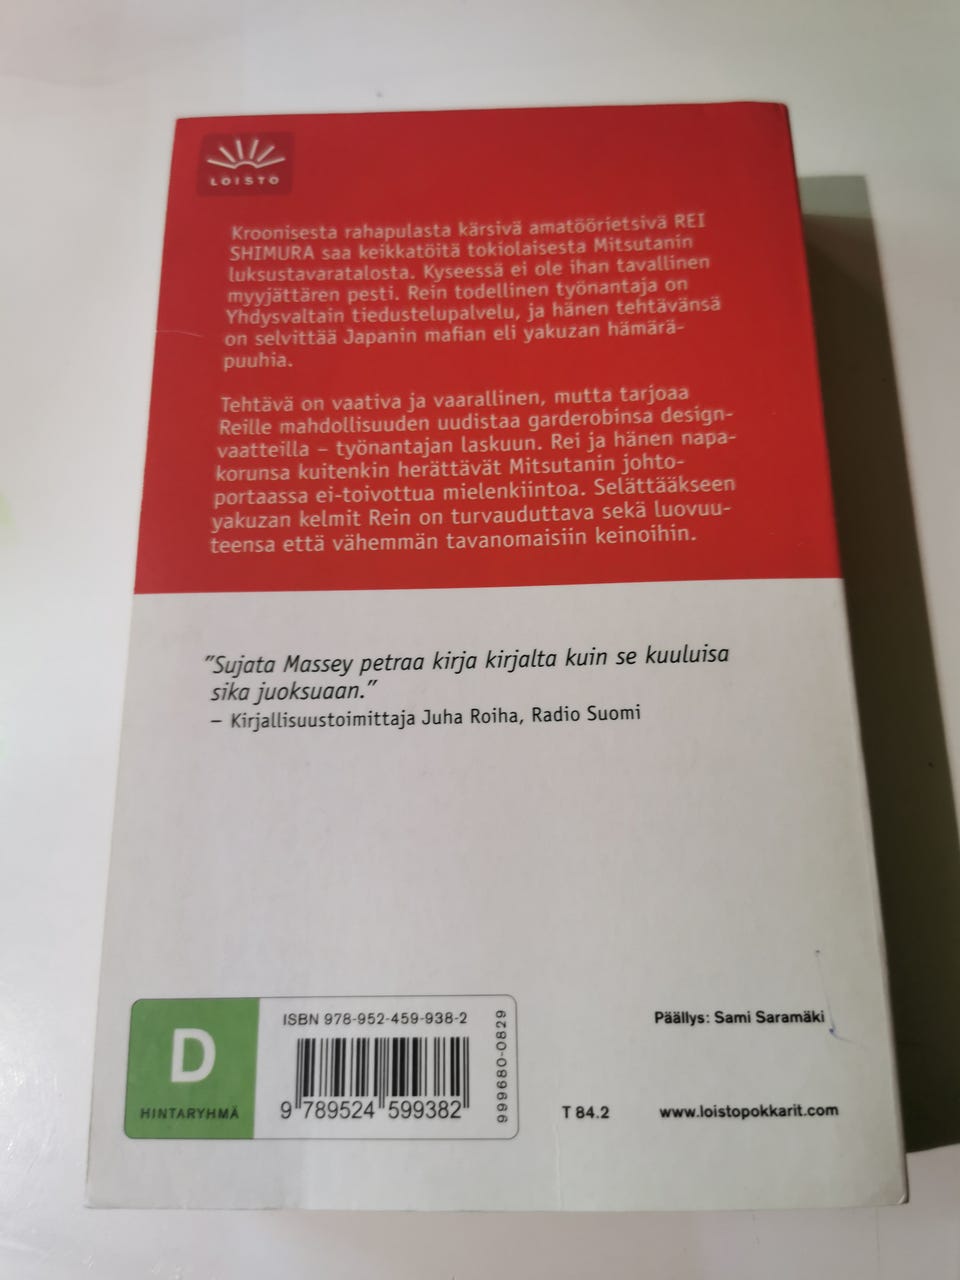 LOISTO
Kroonisesta rahapulasta kärsivä amatöörietsivä REI
SHIMURA saa keikkatöitä tokiolaisesta Mitsutanin
luksustavaratalosta. Kyseessä ei ole ihan tavallinen
myyjättären pesti. Rein todellinen työnantaja on
Yhdysvaltain tiedustelupalvelu, ja hänen tehtävänsä
on selvittää Japanin mafian eli yakuzan hämärä-
puuhia.
Tehtävä on vaativa ja vaarallinen, mutta tarjoaa
Reille mahdollisuuden uudistaa garderobinsa design-
vaatteilla – työnantajan laskuun. Rei ja hänen napa-
korunsa kuitenkin herättävät Mitsutanin johto-
portaassa ei-toivottua mielenkiintoa. Selättääkseen
yakuzan kelmit Rein on turvauduttava sekä luovuu-
teensa että vähemmän tavanomaisiin keinoihin.
”Sujata Massey petraa kirja kirjalta kuin se kuuluisa
sika juoksuaan.”
– Kirjallisuustoimittaja Juha Roiha, Radio Suomi
D
HINTARYHMÄ
ISBN 978-952-459-938-2
9 789524 599382
999680-0829
Päällys: Sami Saramäki
T 84.2
www.loistopokkarit.com